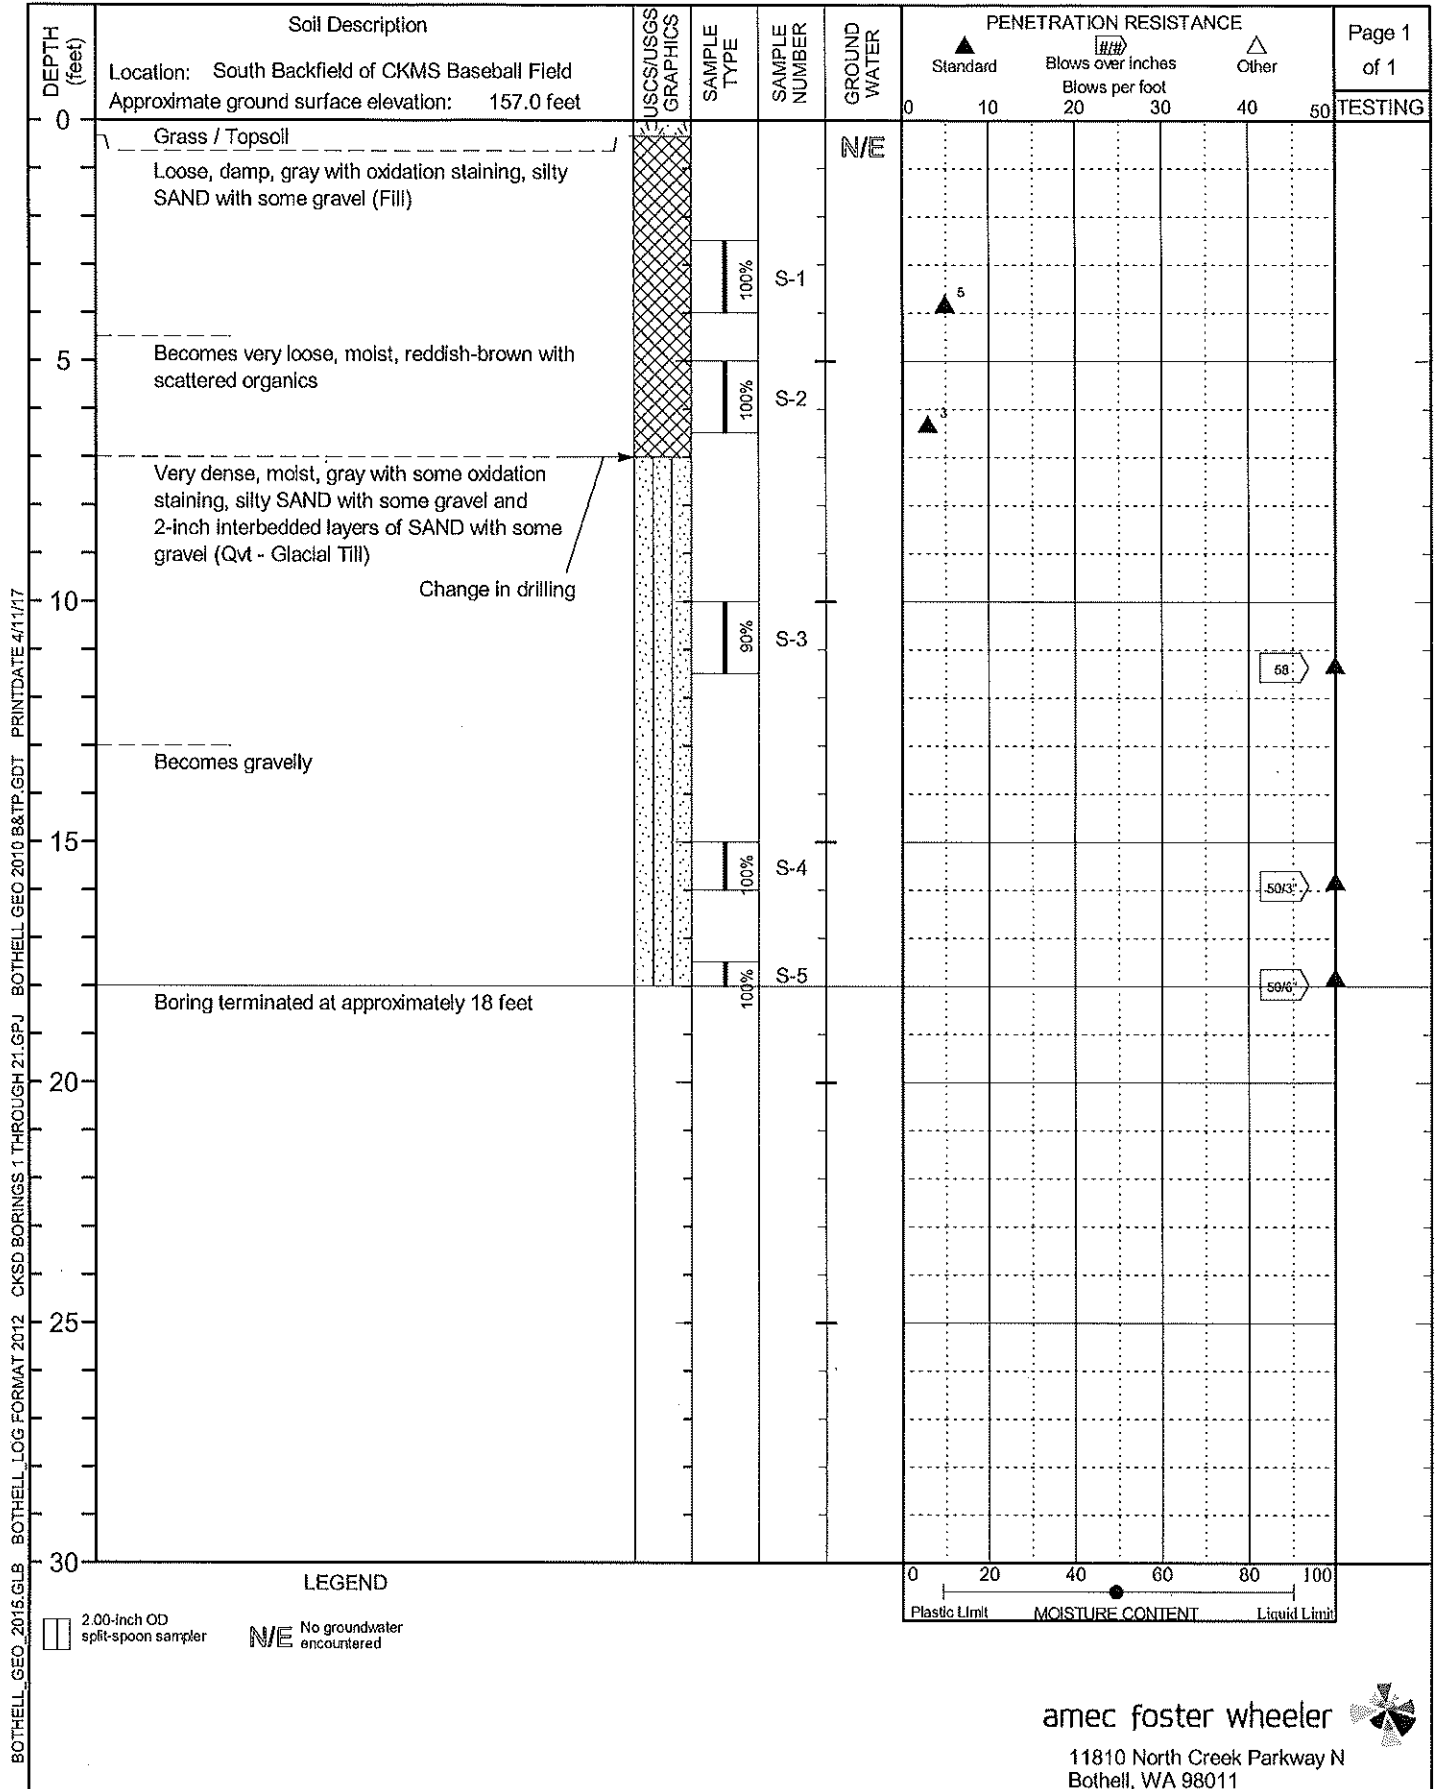 DEPTH
(feet)
Soil Description
Location: South Backfield of CKMS Baseball Field
Approximate ground surface elevation: 157.0 feet
USCS/USGS
GRAPHICS
SAMPLE
TYPE
SAMPLE
NUMBER
GROUND
WATER
PENETRATION RESISTANCE
Standard
##
Blows over inches
Other
Blows per foot
0 10 20 30 40 50
Page 1
of 1
TESTING
0
Grass / Topsoil
N/E
Loose, damp, gray with oxidation staining, silty
SAND with some gravel (Fill)
100%
S-1
5
5
Becomes very loose, moist, reddish-brown with
scattered organics
100%
S-2
3
Very dense, moist, gray with some oxidation
staining, silty SAND with some gravel and
2-inch interbedded layers of SAND with some
gravel (Qvt - Glacial Till)
Change in drilling
10
90%
S-3
58
Becomes gravelly
15
100%
S-4
50/3"
100%
S-5
50/6"
Boring terminated at approximately 18 feet
20
25
30
0 20 40 60 80 100
Plastic Limit MOISTURE CONTENT Liquid Limit
LEGEND
2.00-inch OD
split-spoon sampler
N/E No groundwater
encountered
amec foster wheeler
11810 North Creek Parkway N
Bothell, WA 98011
BOTHELL_GEO_2015.GLB BOTHELL_LOG FORMAT 2012 CKSD BORINGS 1 THROUGH 21.GPJ BOTHELL GEO 2010 B&TP.GDT PRINTDATE 4/11/17